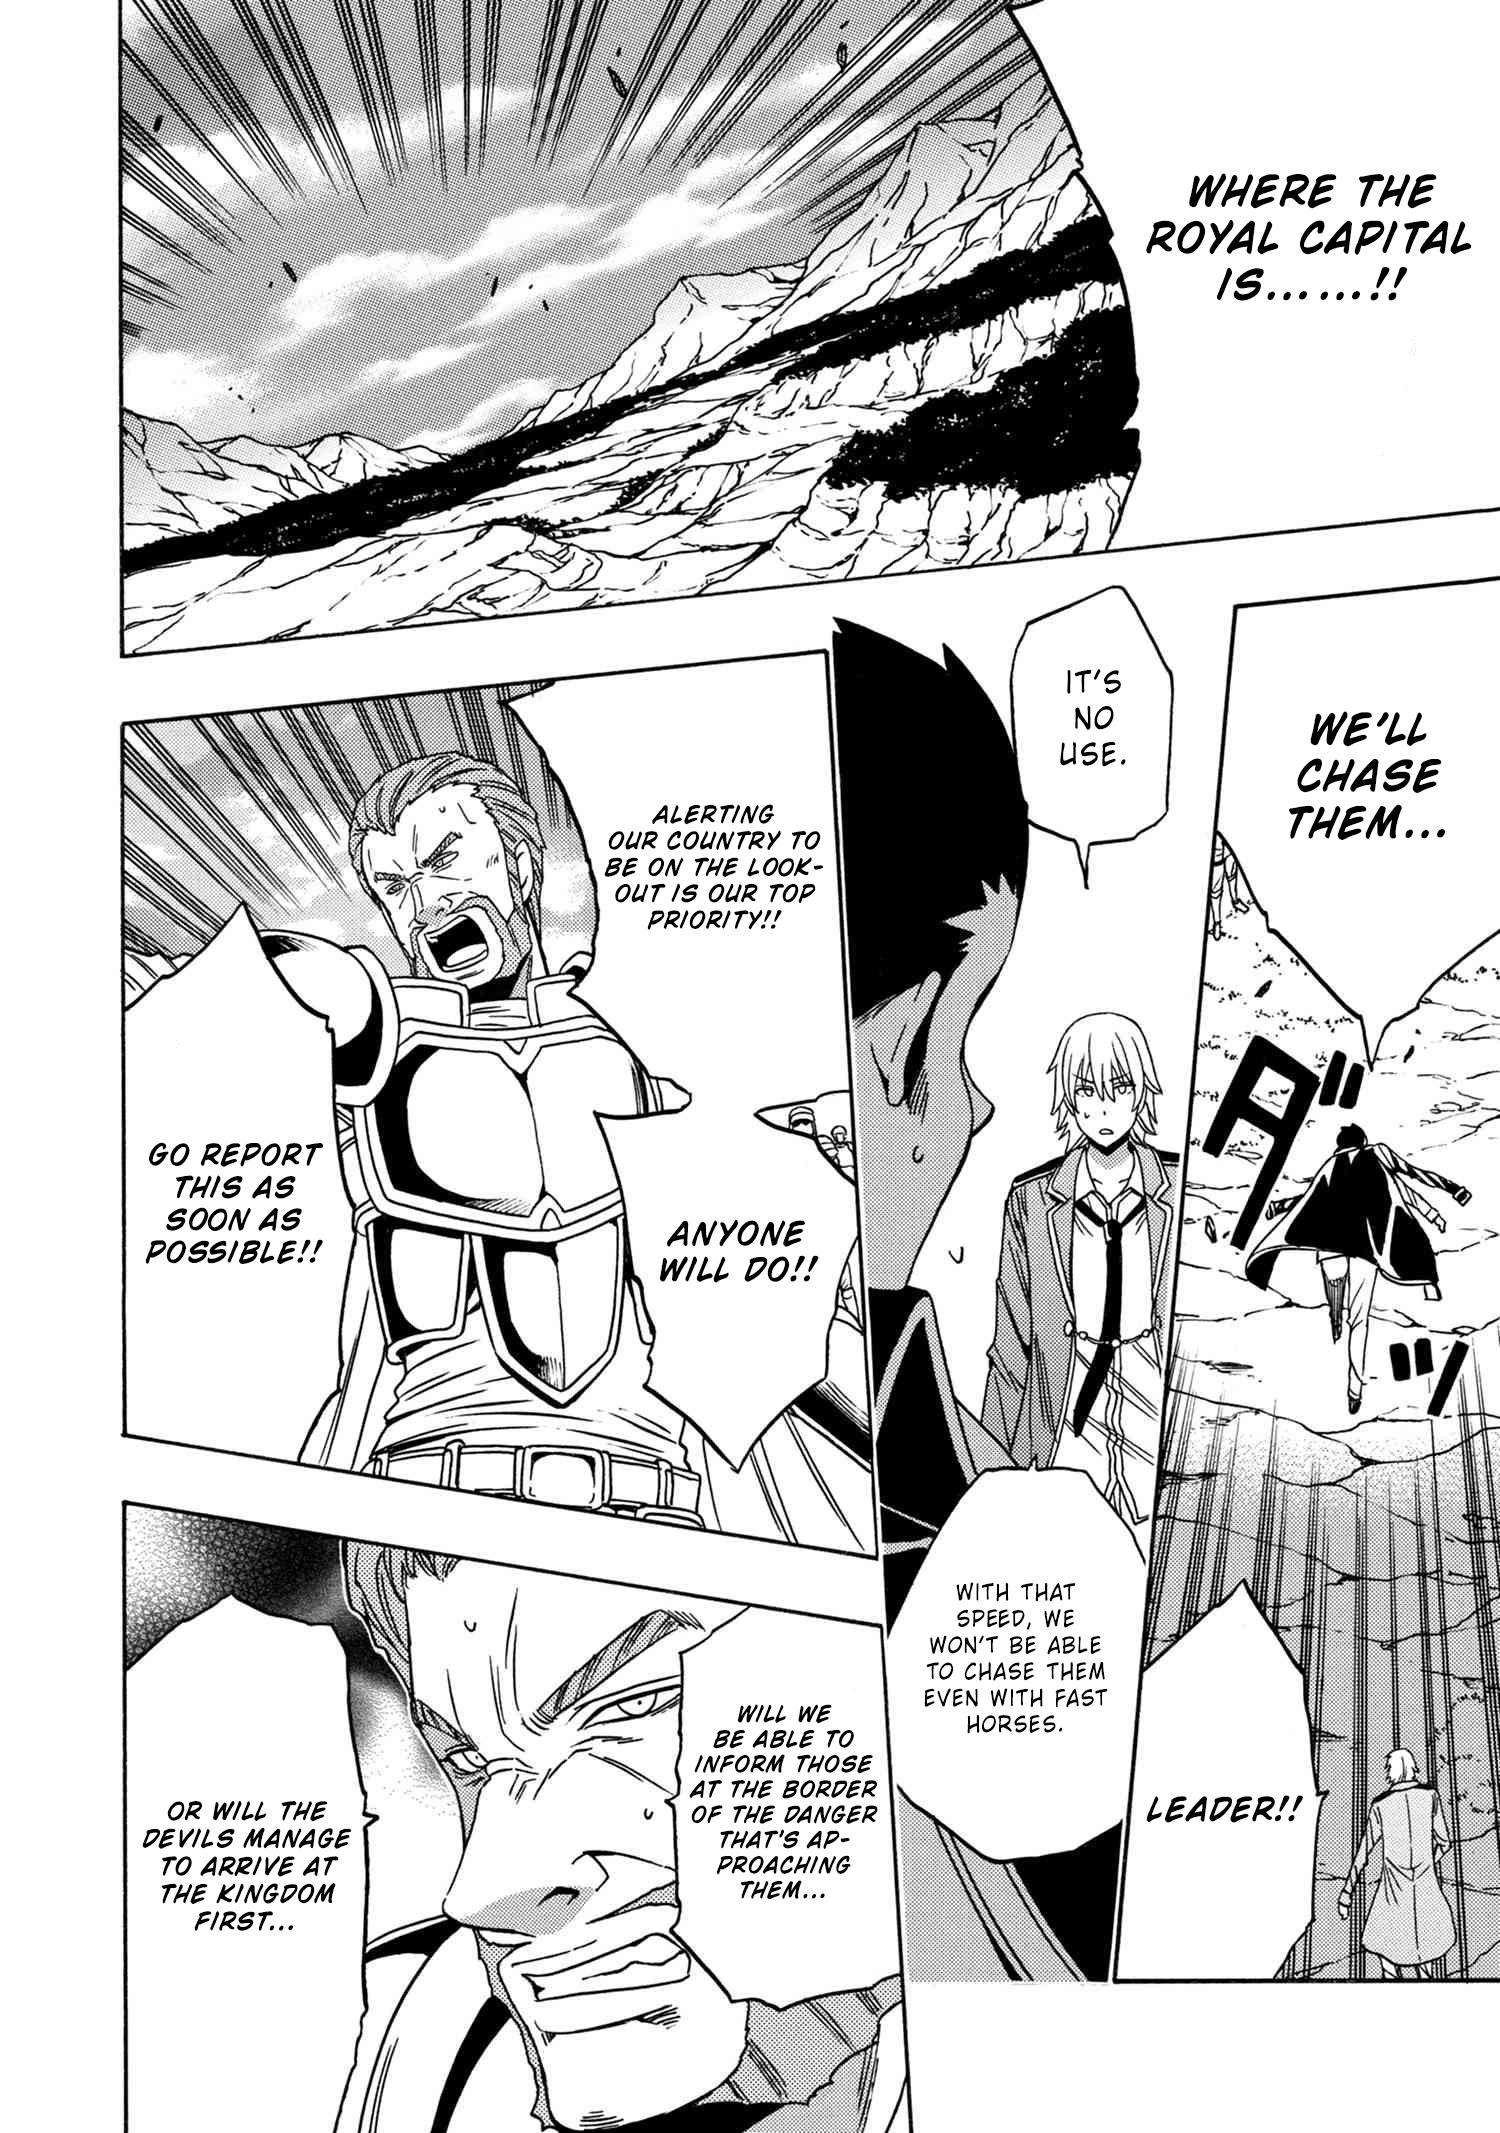 WHERE THE
ROYAL CAPITAL
IS……!!
WE'LL
CHASE
THEM...
ダッ
LEADER!!
IT'S
NO
USE.
WITH THAT
SPEED, WE
WON'T BE ABLE
TO CHASE THEM
EVEN WITH FAST
HORSES.
ALERTING
OUR COUNTRY TO
BE ON THE LOOK-
OUT IS OUR TOP
PRIORITY!!
ANYONE
WILL DO!!
GO REPORT
THIS AS
SOON AS
POSSIBLE!!
WILL WE
BE ABLE TO
INFORM THOSE
AT THE BORDER
OF THE DANGER
THAT'S AP-
PROACHING
THEM...
OR WILL THE
DEVILS MANAGE
TO ARRIVE AT
THE KINGDOM
FIRST...